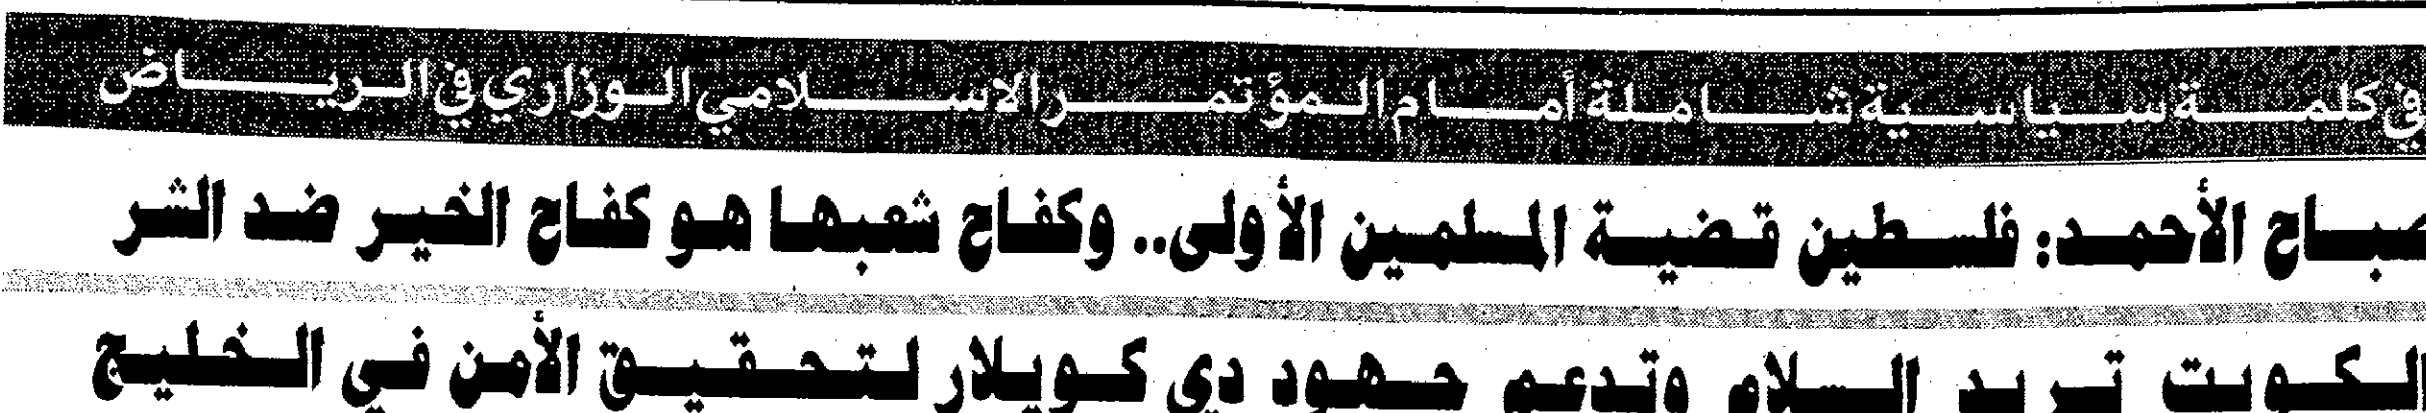 في كلمة سياسية شاملة أمام المؤتمر الاسلامي الوزاري في الرياض
صباح الأحمد: فلسطين قضية المسلمين الأولى.. وكفاح شعبها هو كفاح الخير ضد الشر
الكويت تريد السلام وتدعم جهود دي كويلار لتحقيق الأمن في الخليج